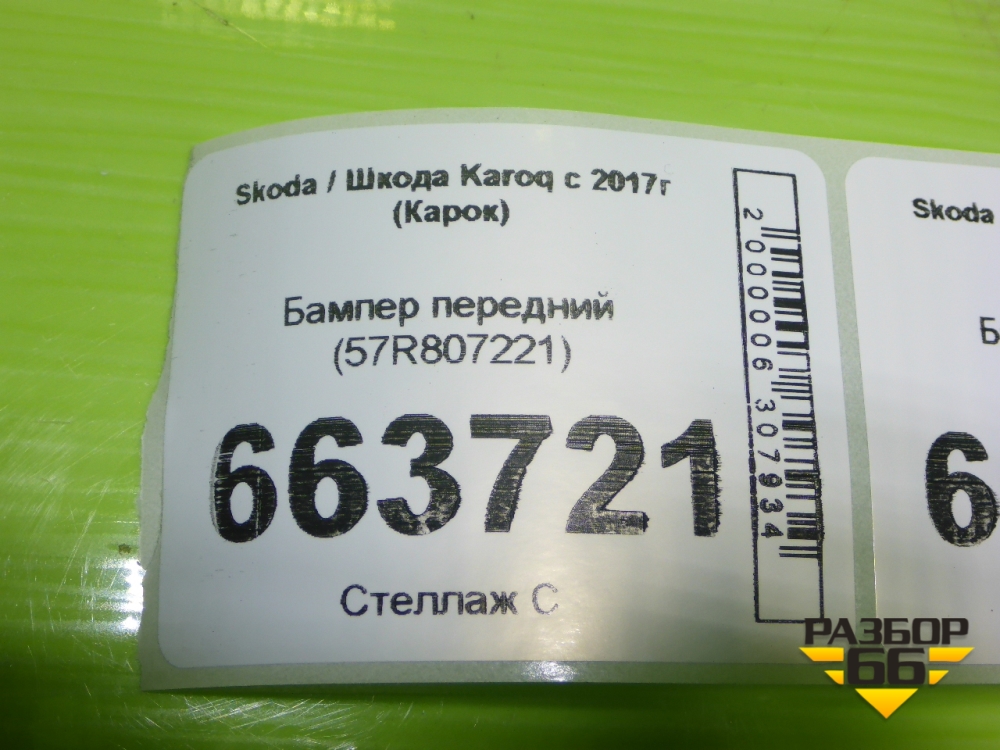 Skoda / Шкода Karoq с 2017г
(Карок)
Бампер передний
(57R807221)
663721
Стеллаж С
2000006307934
Skoda
Б
6
РАЗБОР
66